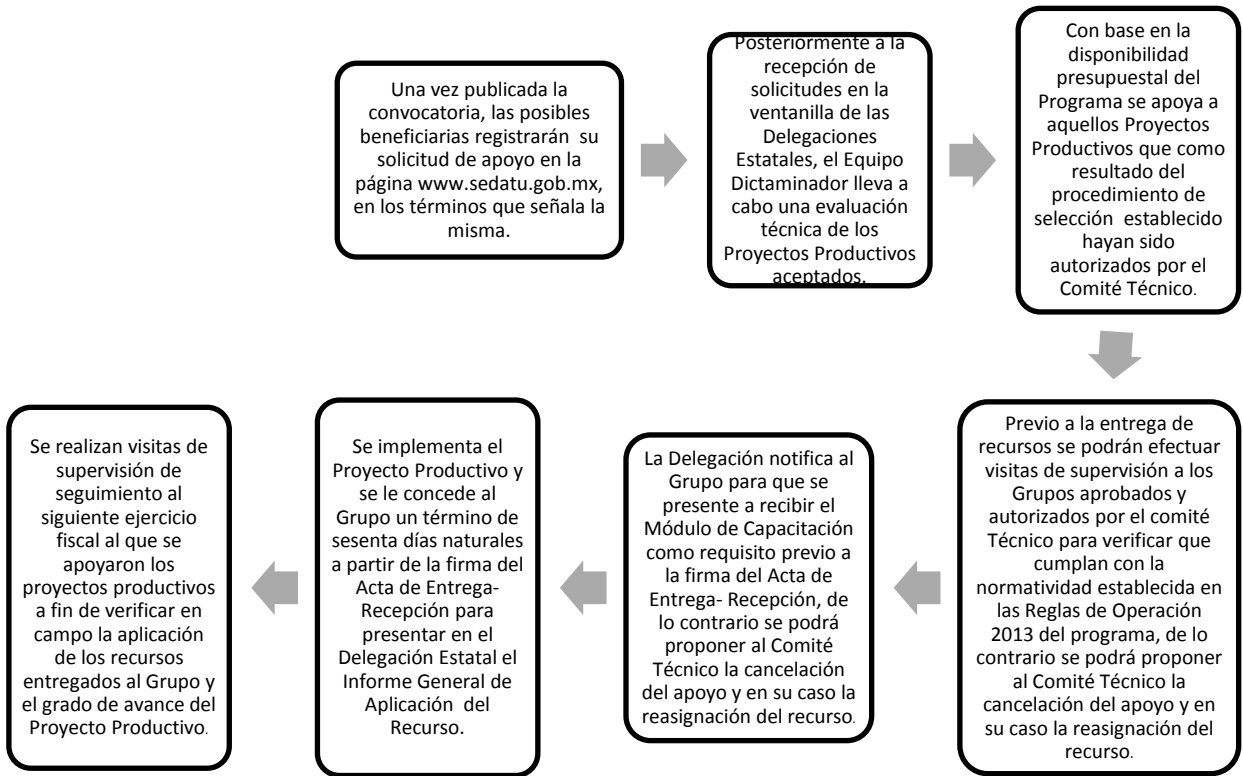 Una vez publicada la
convocatoria, las posibles
beneficiarias registrarán su
solicitud de apoyo en la
página www.sedatu.gob.mx,
en los términos que señala la
misma.
Posteriormente a la
recepción de
solicitudes en la
ventanilla de las
Delegaciones
Estatales, el Equipo
Dictaminador lleva a
cabo una evaluación
técnica de los
Proyectos Productivos
aceptados.
Con base en la
disponibilidad
presupuestal del
Programa se apoya a
aquellos Proyectos
Productivos que como
resultado del
procedimiento de
selección establecido
hayan sido
autorizados por el
Comité Técnico.
Previo a la entrega de
recursos se podrán efectuar
visitas de supervisión a los
Grupos aprobados y
autorizados por el comité
Técnico para verificar que
cumplan con la
normatividad establecida en
las Reglas de Operación
2013 del programa, de lo
contrario se podrá proponer
al Comité Técnico la
cancelación del apoyo y en
su caso la reasignación del
recurso.
La Delegación notifica al
Grupo para que se
presente a recibir el
Módulo de Capacitación
como requisito previo a
la firma del Acta de
Entrega- Recepción, de
lo contrario se podrá
proponer al Comité
Técnico la cancelación
del apoyo y en su caso la
reasignación del recurso.
Se implementa el
Proyecto Productivo y
se le concede al
Grupo un término de
sesenta días naturales
a partir de la firma del
Acta de Entrega-
Recepción para
presentar en el
Delegación Estatal el
Informe General de
Aplicación del
Recurso.
Se realizan visitas de
supervisión de
seguimiento al
siguiente ejercicio
fiscal al que se
apoyaron los
proyectos productivos
a fin de verificar en
campo la aplicación
de los recursos
entregados al Grupo y
el grado de avance del
Proyecto Productivo.